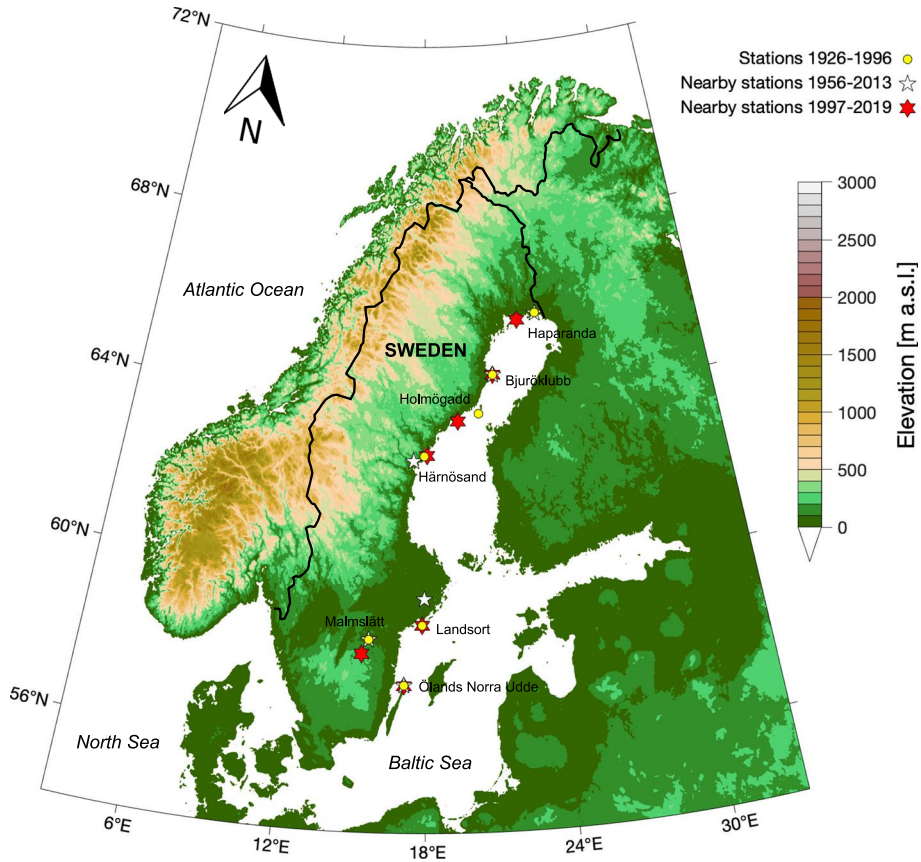 72°N
Stations 1926-1996
Nearby stations 1956-2013
Nearby stations 1997-2019
N
68°N
3000
2500
2000
1500
1000
500
0
Elevation [m a.s.l.]
Atlantic Ocean
Haparanda
SWEDEN
64°N
Bjuröklubb
Holmögadd
Härnösand
60°N
Malmslätt
Landsort
Ölands Norra Udde
56°N
North Sea
Baltic Sea
6°E
12°E
18°E
24°E
30°E